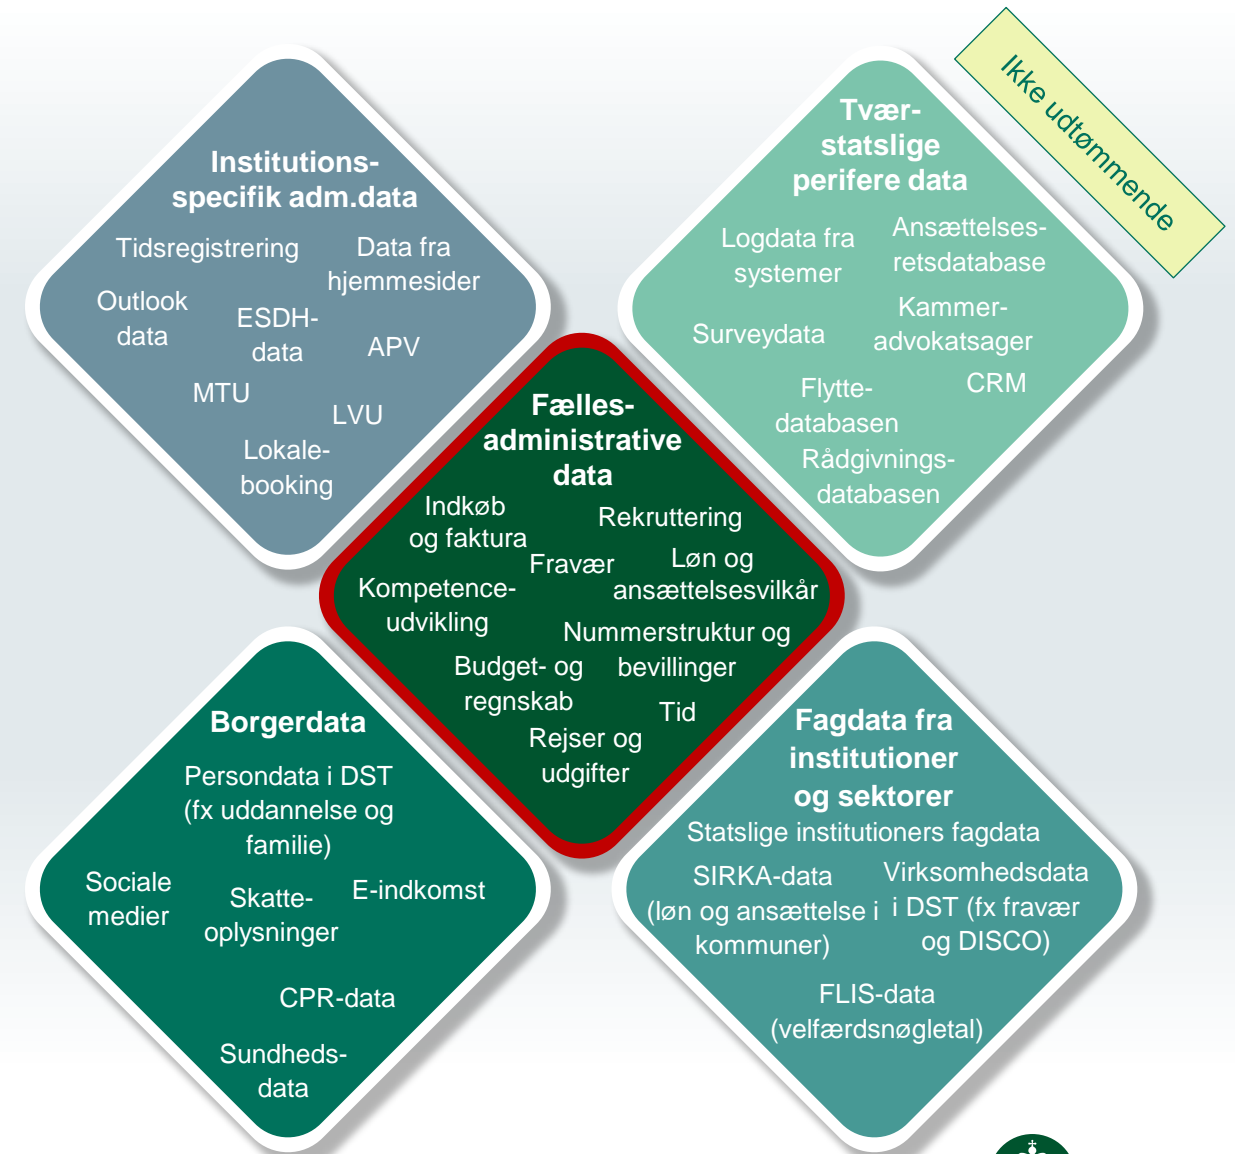 Ikke udtømmende
Institutions-
specifik adm.data
Tidsregistrering
Data fra
hjemmesider
Outlook
data
ESDH-
data
APV
MTU
LVU
Lokale-
booking
Tvær-
statslige
perifere data
Logdata fra
systemer
Ansættelses-
retsdatabase
Surveydata
Kammer-
advokatsager
Flytte-
databasen
CRM
Rådgivnings-
databasen
Fælles-
administrative
data
Indkøb
og faktura
Rekruttering
Fravær
Løn og
ansættelsesvilkår
Kompetence-
udvikling
Nummerstruktur og
bevillinger
Budget- og
regnskab
Tid
Rejser og
udgifter
Borgerdata
Persondata i DST
(fx uddannelse og
familie)
Sociale
medier
Skatte-
oplysninger
E-indkomst
CPR-data
Sundheds-
data
Fagdata fra
institutioner
og sektorer
Statslige institutioners fagdata
SIRKA-data
(løn og ansættelse i
kommuner)
Virksomhedsdata
i DST (fx fravær
og DISCO)
FLIS-data
(velfærdsnøgletal)